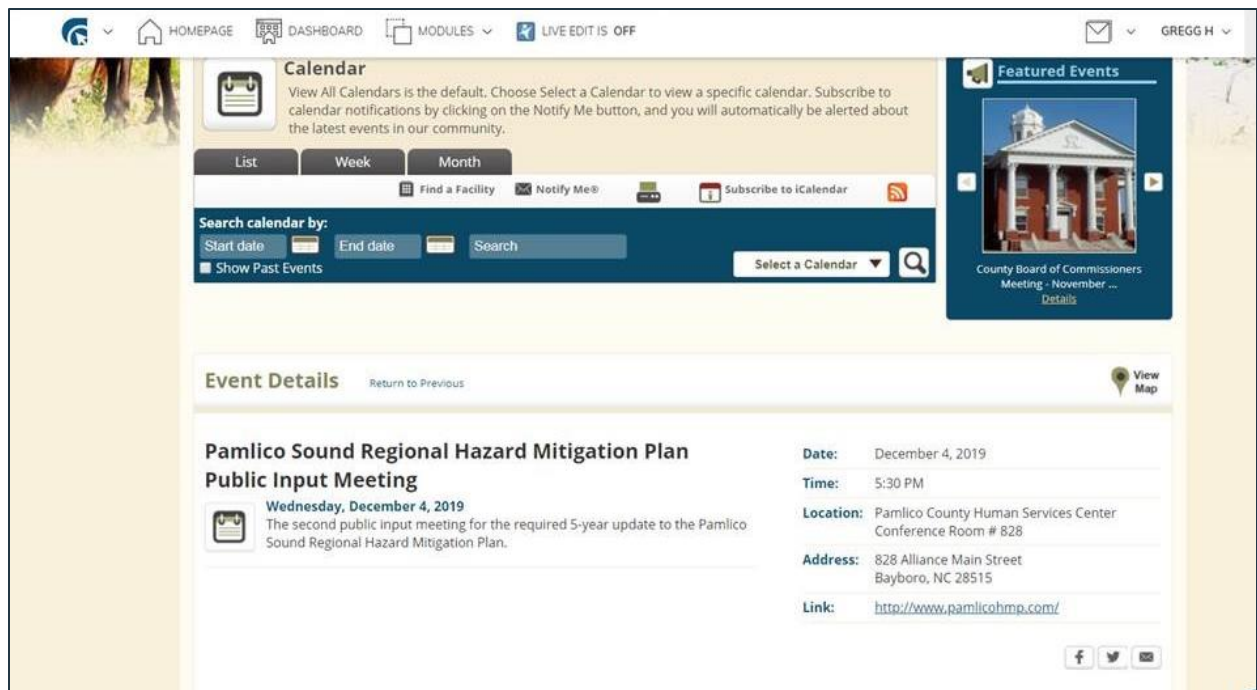 HOMEPAGE DASHBOARD MODULES LIVE EDIT IS OFF GREGG H
Calendar
View All Calendars is the default. Choose Select a Calendar to view a specific calendar. Subscribe to
calendar notifications by clicking on the Notify Me button, and you will automatically be alerted about
the latest events in our community.
List Week Month
Find a Facility Notify Me® Subscribe to iCalendar
Search calendar by:
Start date End date Search
Show Past Events
Select a Calendar
Featured Events
County Board of Commissioners
Meeting - November ...
Details
Event Details Return to Previous
View
Map
Pamlico Sound Regional Hazard Mitigation Plan
Public Input Meeting
Wednesday, December 4, 2019
The second public input meeting for the required 5-year update to the Pamlico
Sound Regional Hazard Mitigation Plan.
Date: December 4, 2019
Time: 5:30 PM
Location: Pamlico County Human Services Center
Conference Room # 828
Address: 828 Alliance Main Street
Bayboro, NC 28515
Link: http://www.pamlicohmp.com/